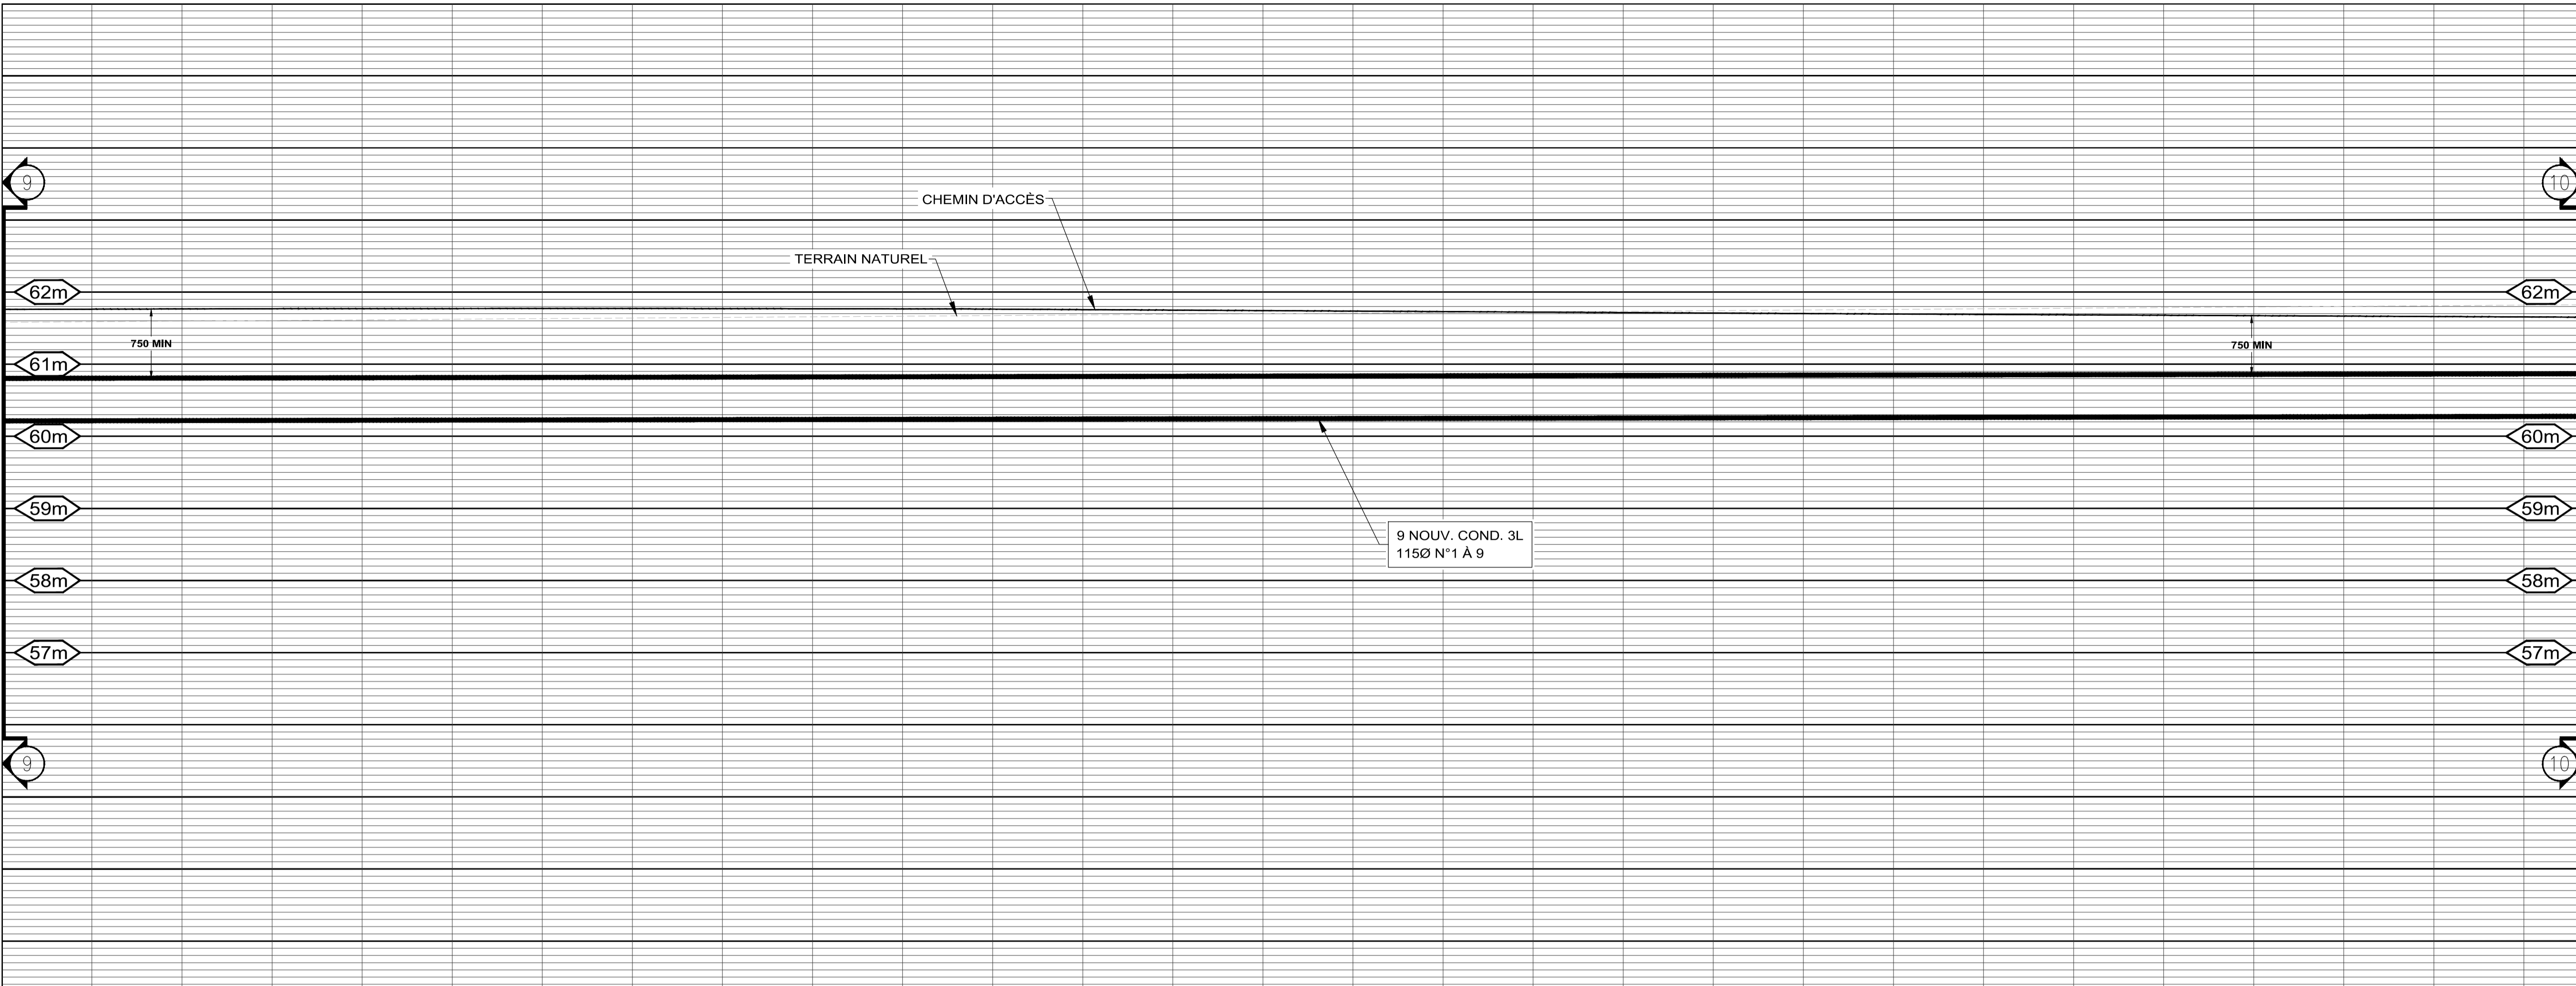 9
10
CHEMIN D'ACCÈS
TERRAIN NATUREL
62m
62m
750 MIN
750 MIN
61m
60m
60m
59m
59m
9 NOUV. COND. 3L
115Ø N°1 À 9
58m
58m
57m
57m
9
10